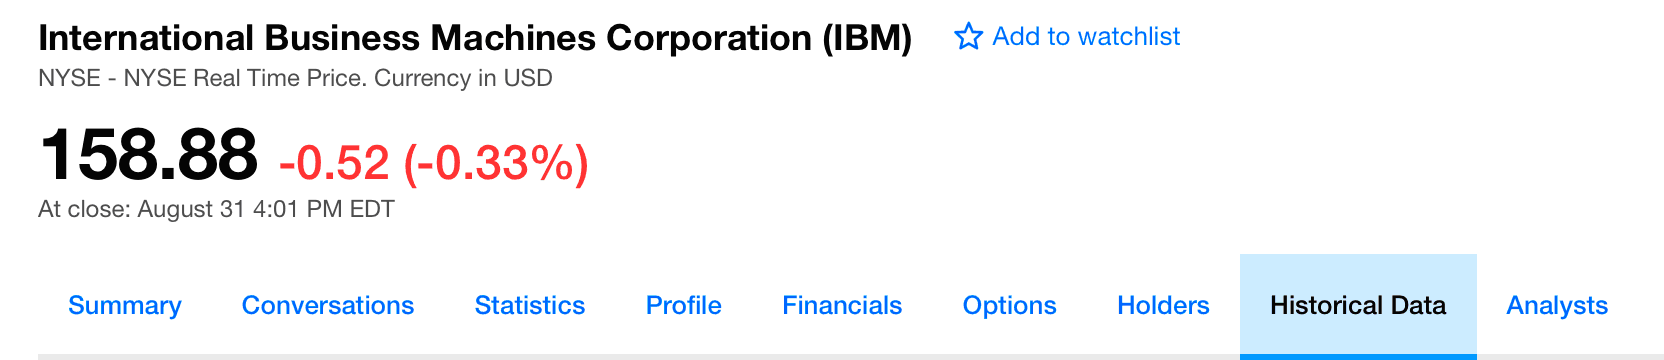 International Business Machines Corporation (IBM) Add to watchlist
NYSE - NYSE Real Time Price. Currency in USD
158.88 -0.52 (-0.33%)
At close: August 31 4:01 PM EDT
Summary Conversations Statistics Profile Financials Options Holders Historical Data Analysts